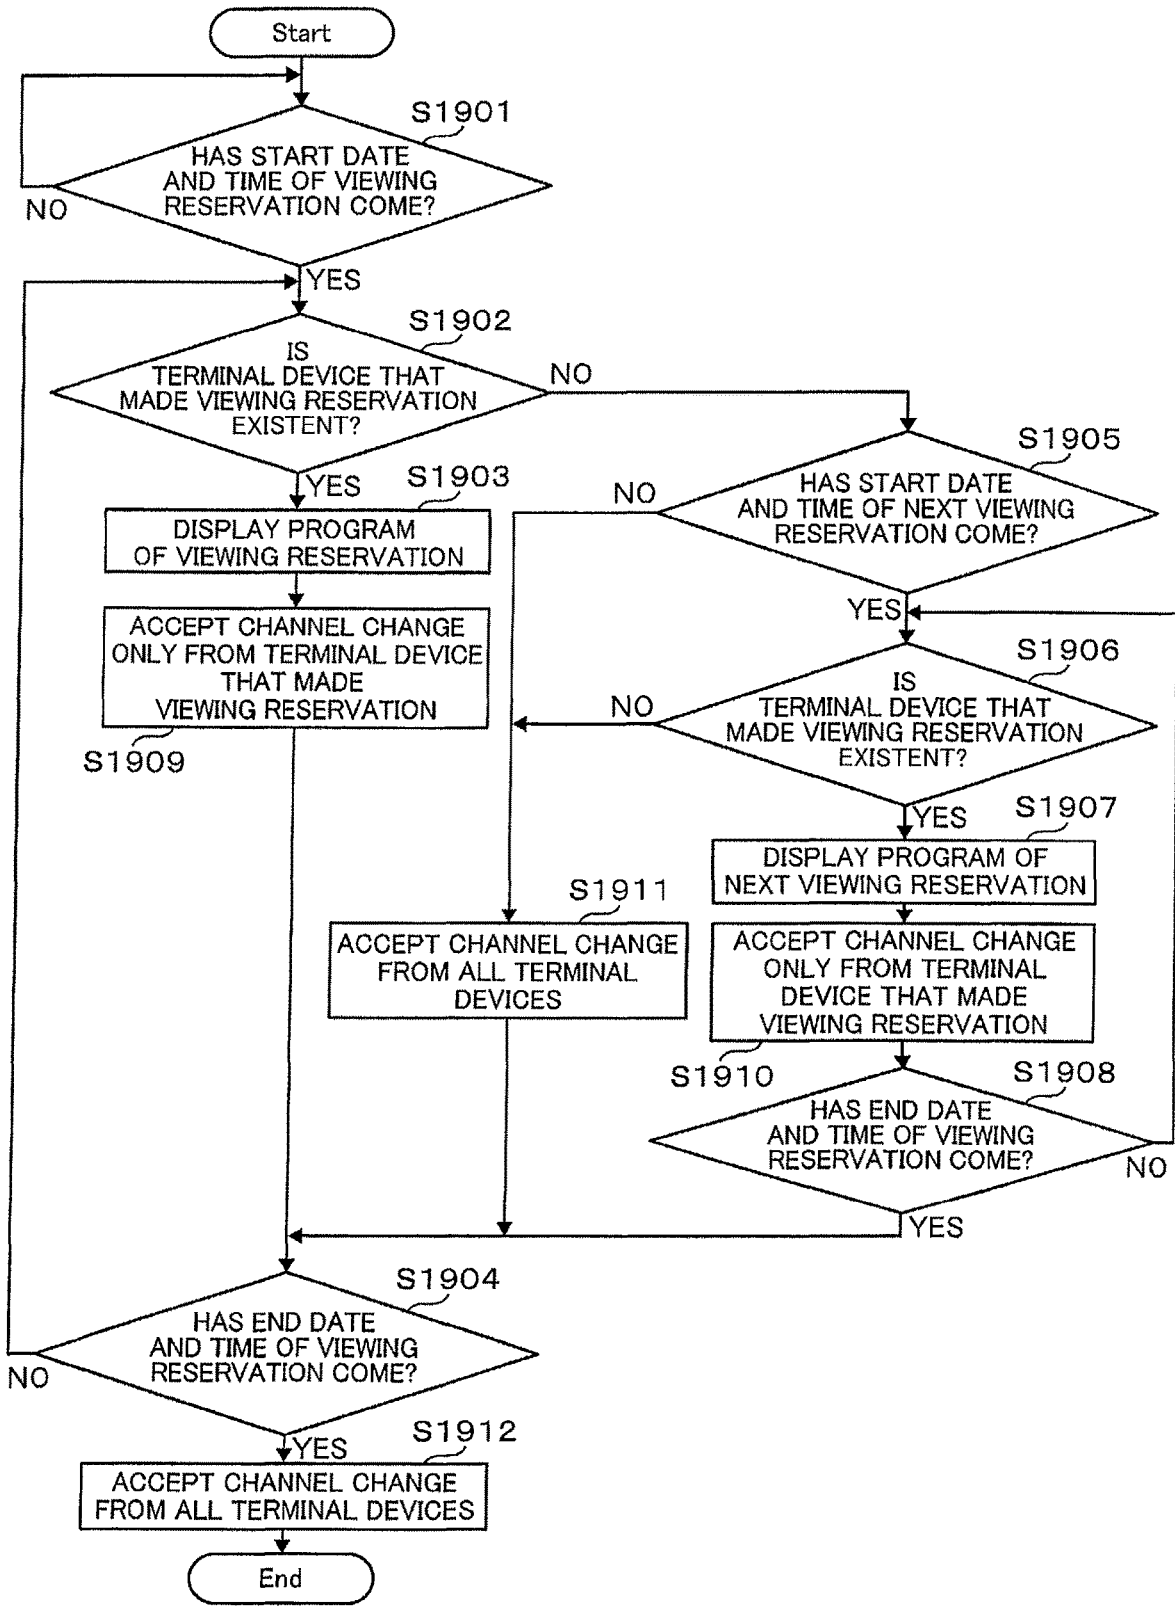 Start
S1901
HAS START DATE
AND TIME OF VIEWING
RESERVATION COME?
NO
YES
S1902
IS
TERMINAL DEVICE THAT
MADE VIEWING RESERVATION
EXISTENT?
NO
YES
S1903
DISPLAY PROGRAM
OF VIEWING RESERVATION
ACCEPT CHANNEL CHANGE
ONLY FROM TERMINAL DEVICE
THAT MADE
VIEWING RESERVATION
S1909
S1905
HAS START DATE
AND TIME OF NEXT VIEWING
RESERVATION COME?
NO
YES
S1906
IS
TERMINAL DEVICE THAT
MADE VIEWING RESERVATION
EXISTENT?
NO
YES
S1907
DISPLAY PROGRAM OF
NEXT VIEWING RESERVATION
S1911
ACCEPT CHANNEL CHANGE
FROM ALL TERMINAL
DEVICES
ACCEPT CHANNEL CHANGE
ONLY FROM TERMINAL
DEVICE THAT MADE
VIEWING RESERVATION
S1910
S1908
HAS END DATE
AND TIME OF VIEWING
RESERVATION COME?
NO
YES
S1904
HAS END DATE
AND TIME OF VIEWING
RESERVATION COME?
NO
YES
S1912
ACCEPT CHANNEL CHANGE
FROM ALL TERMINAL DEVICES
End